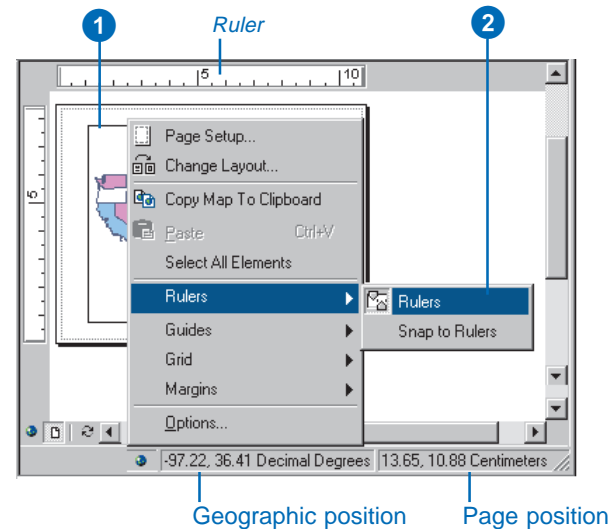 1
Ruler
2
5
10
5
Page Setup...
Change Layout...
Copy Map To Clipboard
Paste Ctrl+V
Select All Elements
Rulers
Rulers
Guides
Snap to Rulers
Grid
Margins
Options...
-97.22, 36.41 Decimal Degrees
13.65, 10.88 Centimeters
Geographic position
Page position